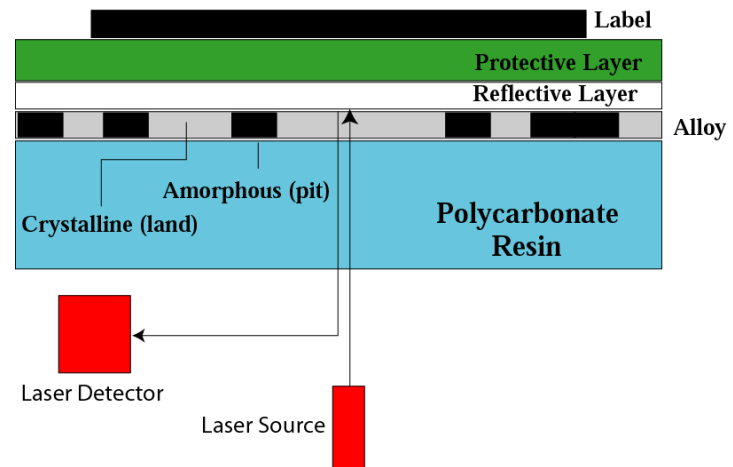 Label
Protective Layer
Reflective Layer
Alloy
Amorphous (pit)
Crystalline (land)
Polycarbonate
Resin
Laser Detector
Laser Source